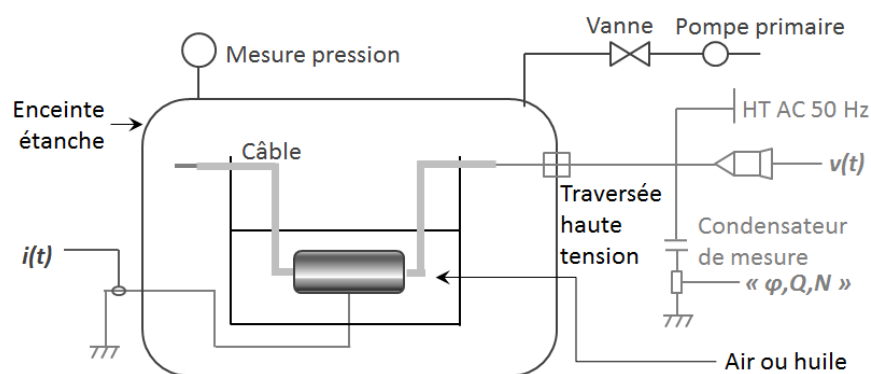 Vanne
Pompe primaire
Mesure pression
Enceinte
étanche
HT AC 50 Hz
Câble
v(t)
Traversée
haute
tension
Condensateur
de mesure
i(t)
« φ,Q,N »
Air ou huile